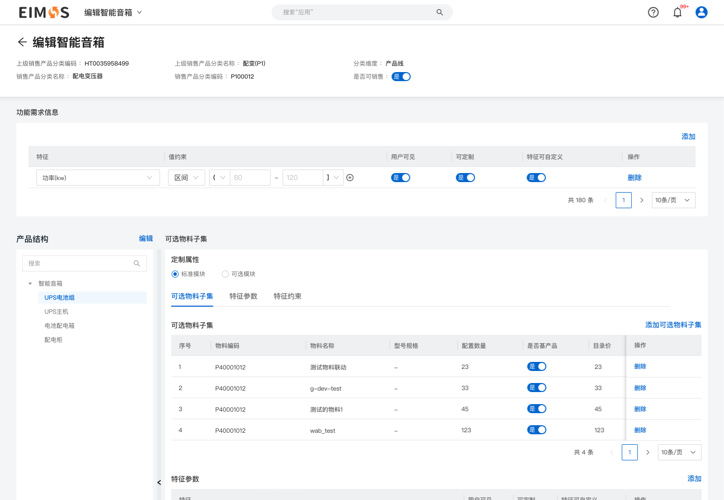 EIMOS 编辑智能音箱 搜索“应用” 99+
编辑智能音箱
上级销售产品分类编码： HT0035958499 上级销售产品分类名称： 配变(P1) 分类维度： 产品线
销售产品分类名称： 配电变压器 销售产品分类编码： P100012 是否可销售： 是
功能需求信息
添加
特征 值约束 用户可见 可定制 特征可自定义 操作
功率(kw) 区间 ( 80 ~ 120 ] 是 是 是 删除
共 180 条 1 10条/页
产品结构 编辑 可选物料子集
搜索
智能音箱
UPS电池组
UPS主机
电池配电箱
配电柜
定制属性
标准模块 可选模块
可选物料子集 特征参数 特征约束
可选物料子集 添加可选物料子集
序号 物料编码 物料名称 型号规格 配置数量 是否基产品 目录价 操作
1 P40001012 测试物料联动 – 23 是 23 删除
2 P40001012 g-dev-test – 33 是 33 删除
3 P40001012 测试的物料1 – 45 是 45 删除
4 P40001012 wab_test – 123 是 123 删除
共 4 条 1 10条/页
特征参数 添加
特征 用户可见 可定制 特征可自定义 操作